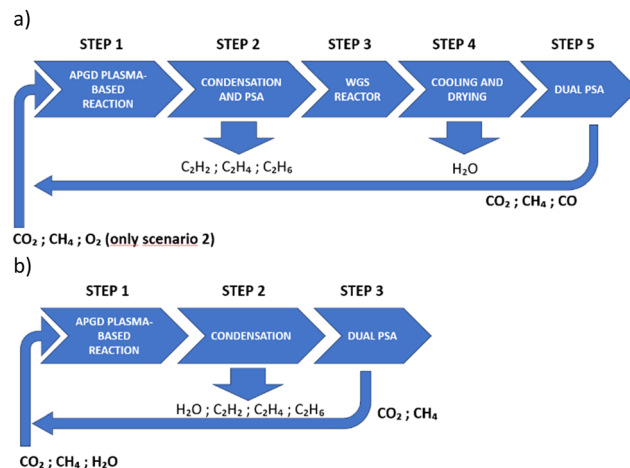 a)
STEP 1 STEP 2 STEP 3 STEP 4 STEP 5
APGD PLASMA-
BASED
REACTION
CONDENSATION
AND PSA
WGS
REACTOR
COOLING AND
DRYING
DUAL PSA
C₂H₂ ; C₂H₄ ; C₂H₆
H₂O
CO₂ ; CH₄ ; CO
CO₂ ; CH₄ ; O₂ (only scenario 2)
b)
STEP 1 STEP 2 STEP 3
APGD PLASMA-
BASED
REACTION
CONDENSATION
DUAL PSA
H₂O ; C₂H₂ ; C₂H₄ ; C₂H₆
CO₂ ; CH₄
CO₂ ; CH₄ ; H₂O